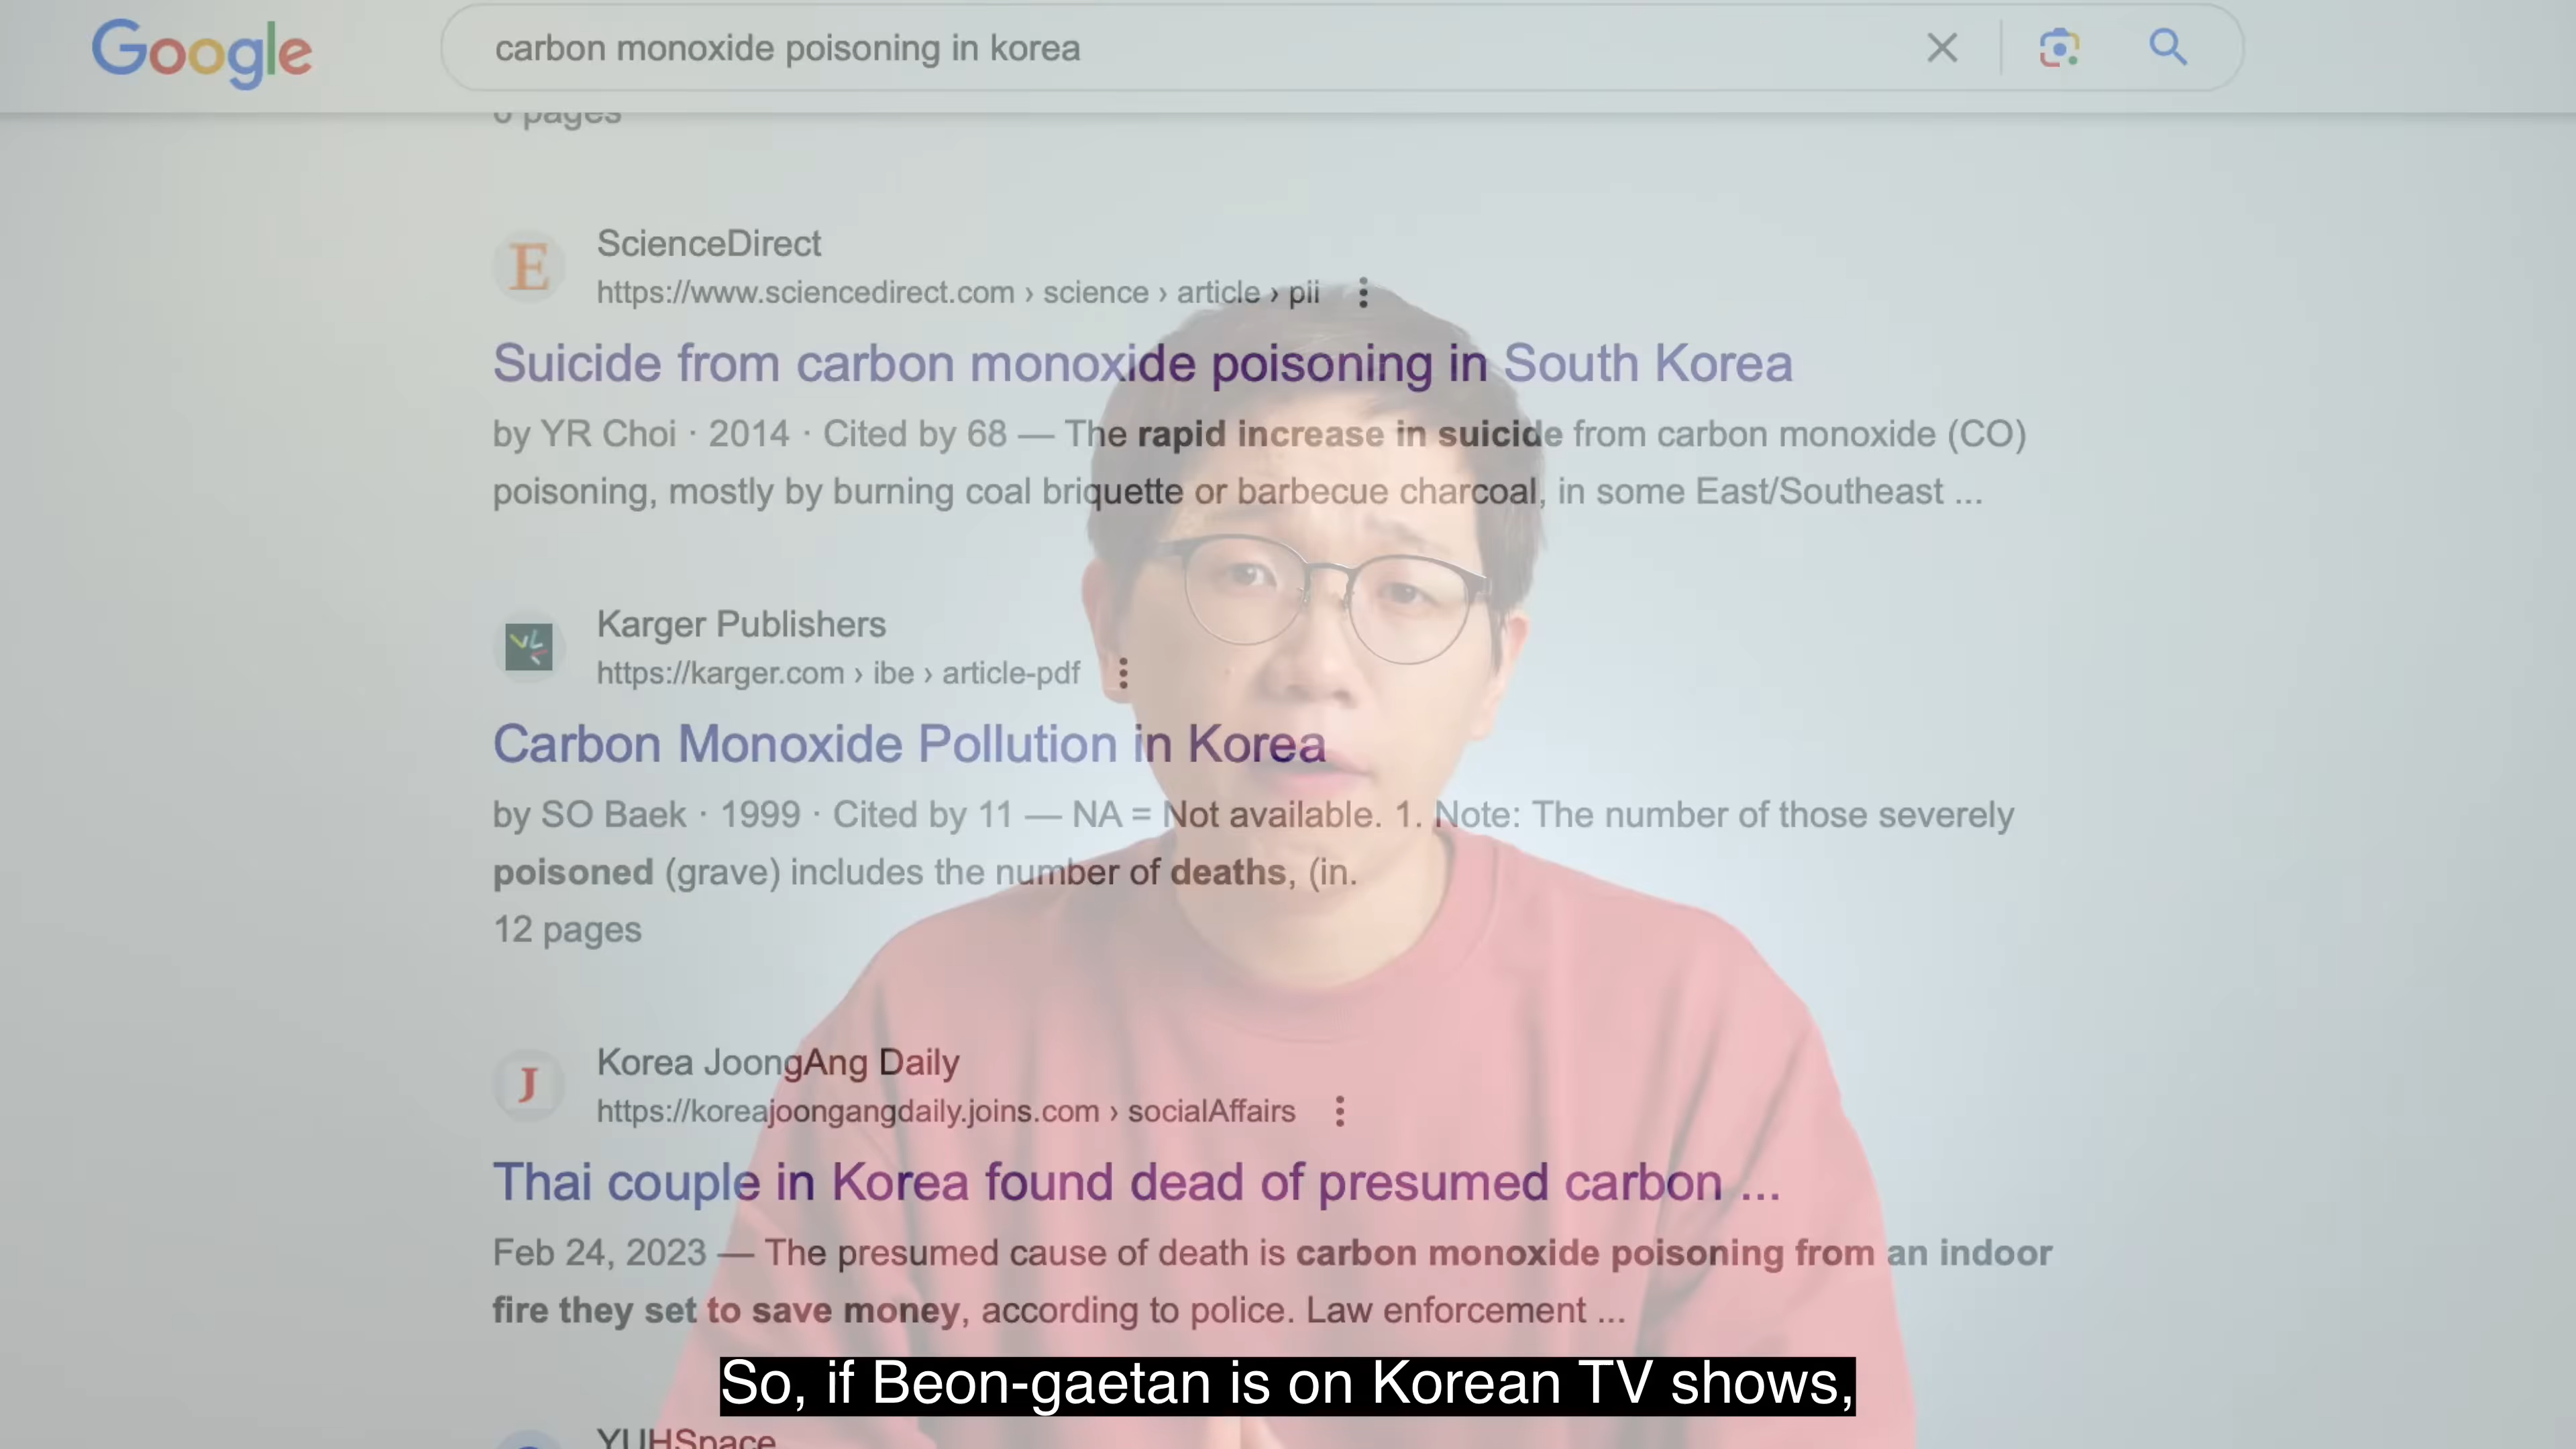 Google
carbon monoxide poisoning in korea
6 pages
E
ScienceDirect
https://www.sciencedirect.com › science › article › pii
Suicide from carbon monoxide poisoning in South Korea
by YR Choi · 2014 · Cited by 68 — The rapid increase in suicide from carbon monoxide (CO)
poisoning, mostly by burning coal briquette or barbecue charcoal, in some East/Southeast ...
Karger Publishers
https://karger.com › ibe › article-pdf
Carbon Monoxide Pollution in Korea
by SO Baek · 1999 · Cited by 11 — NA = Not available. 1. Note: The number of those severely
poisoned (grave) includes the number of deaths, (in.
12 pages
J
Korea JoongAng Daily
https://koreajoongangdaily.joins.com › socialAffairs
Thai couple in Korea found dead of presumed carbon ...
Feb 24, 2023 — The presumed cause of death is carbon monoxide poisoning from an indoor
fire they set to save money, according to police. Law enforcement ...
So, if Beon-gaetan is on Korean TV shows,
YUHSpace